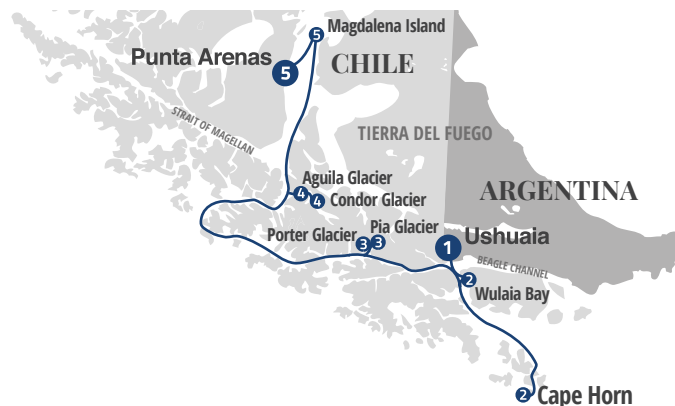 5 Magdalena Island
Punta Arenas
5
CHILE
STRAIT OF MAGELLAN
TIERRA DEL FUEGO
Aguila Glacier
4
4 Condor Glacier
ARGENTINA
Pia Glacier
Porter Glacier 3 3
1 Ushuaia
BEAGLE CHANNEL
2
Wulaia Bay
2 Cape Horn